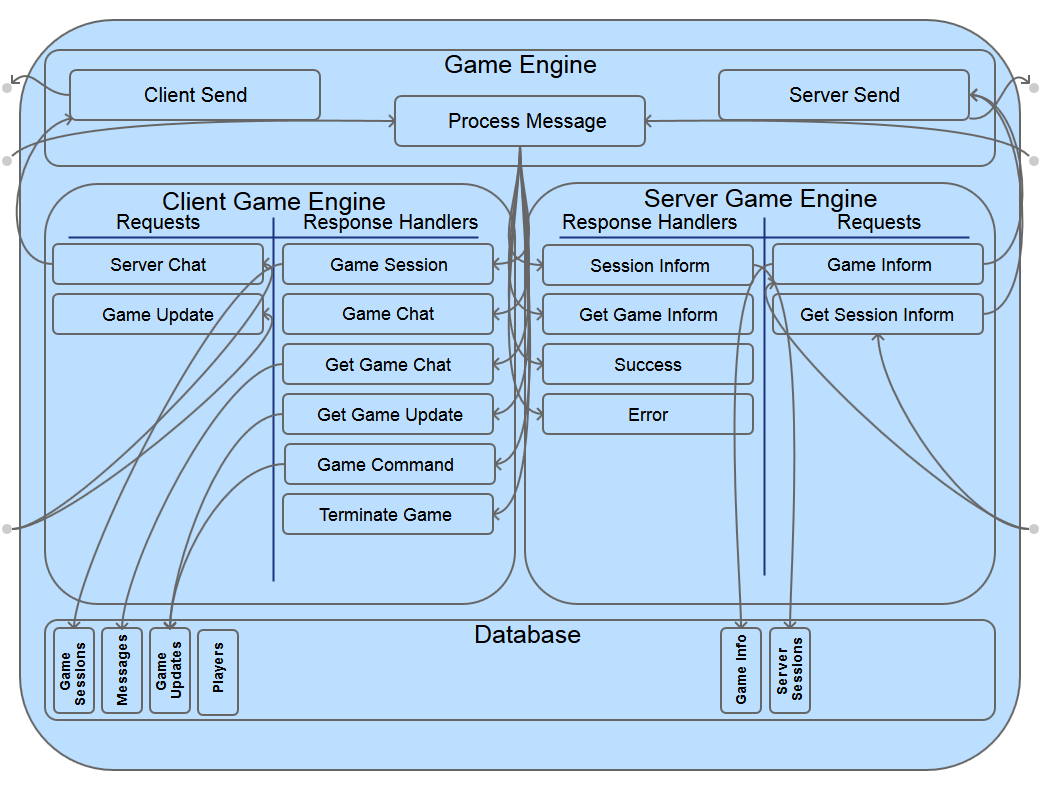 Game Engine
Client Send
Server Send
Process Message
Client Game Engine
Requests
Response Handlers
Server Chat
Game Update
Game Session
Game Chat
Get Game Chat
Get Game Update
Game Command
Terminate Game
Server Game Engine
Response Handlers
Requests
Session Inform
Get Game Inform
Success
Error
Game Inform
Get Session Inform
Database
Game
Sessions
Messages
Game
Updates
Players
Game Info
Server
Sessions